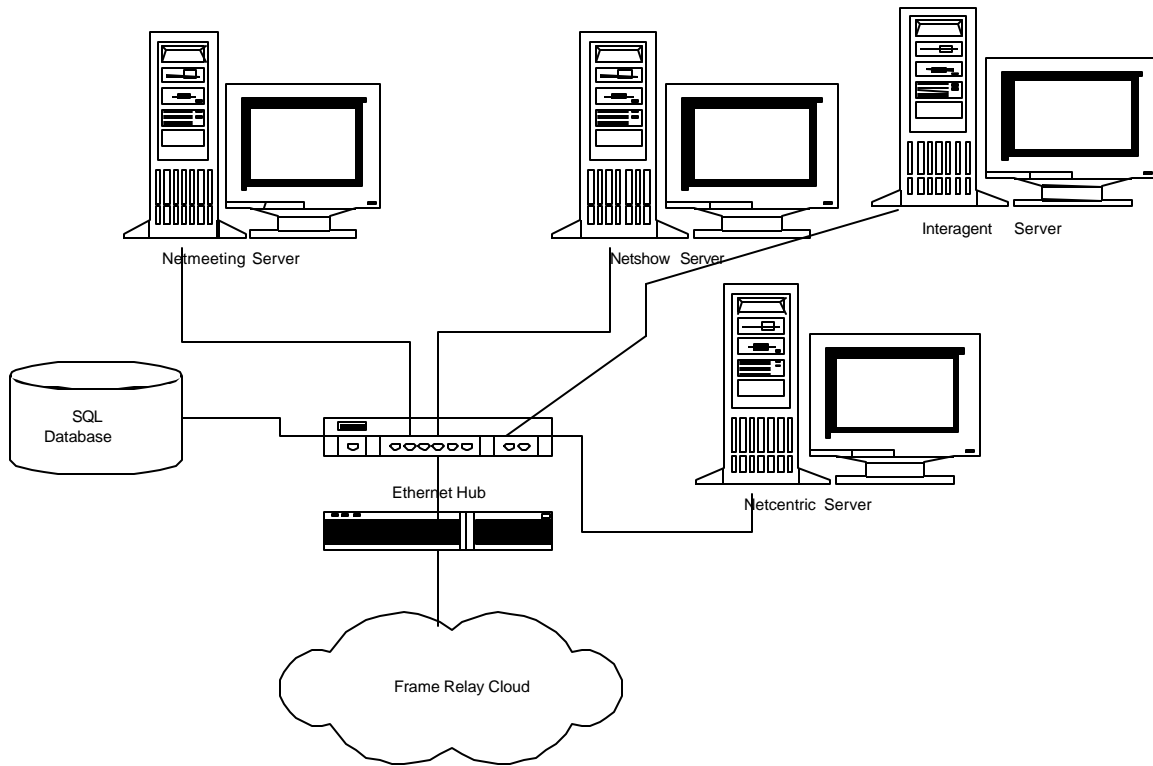 Interagent Server
Netmeeting Server
Netshow Server
SQL
Database
Ethernet Hub
Netcentric Server
Frame Relay Cloud